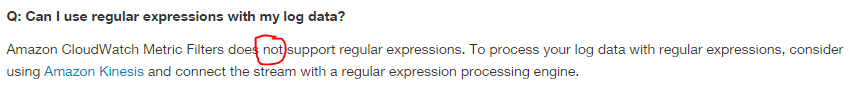 Q: Can I use regular expressions with my log data?
Amazon CloudWatch Metric Filters does not support regular expressions. To process your log data with regular expressions, consider
using Amazon Kinesis and connect the stream with a regular expression processing engine.